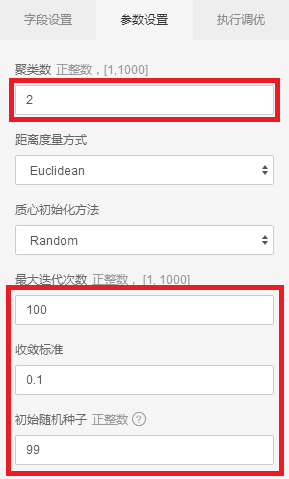 字段设置 参数设置 执行调优
聚类数 正整数，[1,1000]
2
距离度量方式
Euclidean
质心初始化方法
Random
最大迭代次数 正整数， [1, 1000]
100
收敛标准
0.1
初始随机种子 正整数 ?
99